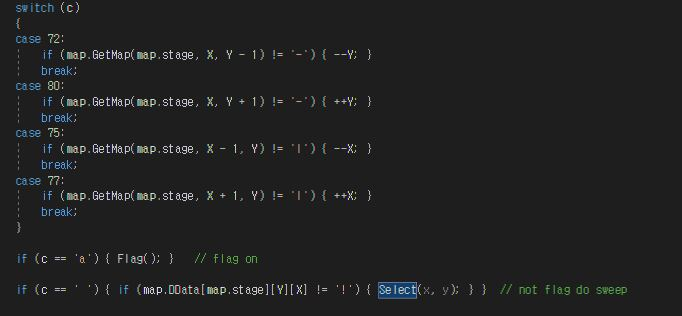 switch (c)
{
case 72:
if (map.GetMap(map.stage, X, Y - 1) != '-') { --Y; }
break;
case 80:
if (map.GetMap(map.stage, X, Y + 1) != '-') { ++Y; }
break;
case 75:
if (map.GetMap(map.stage, X - 1, Y) != '|') { --X; }
break;
case 77:
if (map.GetMap(map.stage, X + 1, Y) != '|') { ++X; }
break;
}
if (c == 'a') { Flag(); } // flag on
if (c == ' ') { if (map.DData[map.stage][Y][X] != '!') { Select(x, y); } } // not flag do sweep